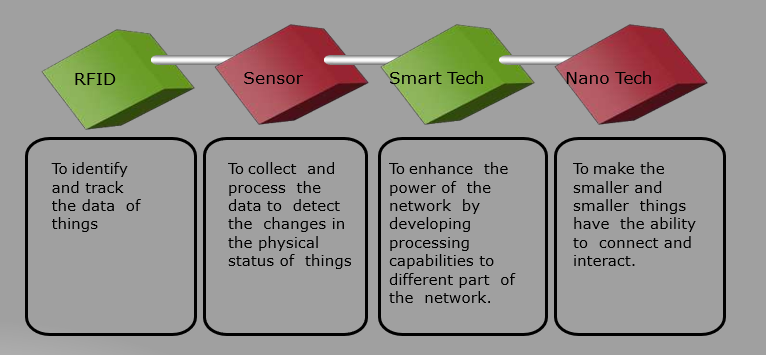 RFID
Sensor
Smart Tech
Nano Tech
To identify
and track
the data of
things
To collect and
process the
data to detect
the changes in
the physical
status of things
To enhance the
power of the
network by
developing
processing
capabilities to
different part of
the network.
To make the
smaller and
smaller things
have the ability
to connect and
interact.